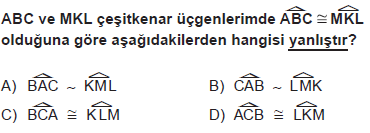 ABC ve MKL çeşitkenar üçgenlerimde ABC ≅ MKL
olduğuna göre aşağıdakilerden hangisi yanlıştır?
A) BAC ~ KML B) CAB ~ LMK
C) BCA ≅ KLM D) ACB ≅ LKM